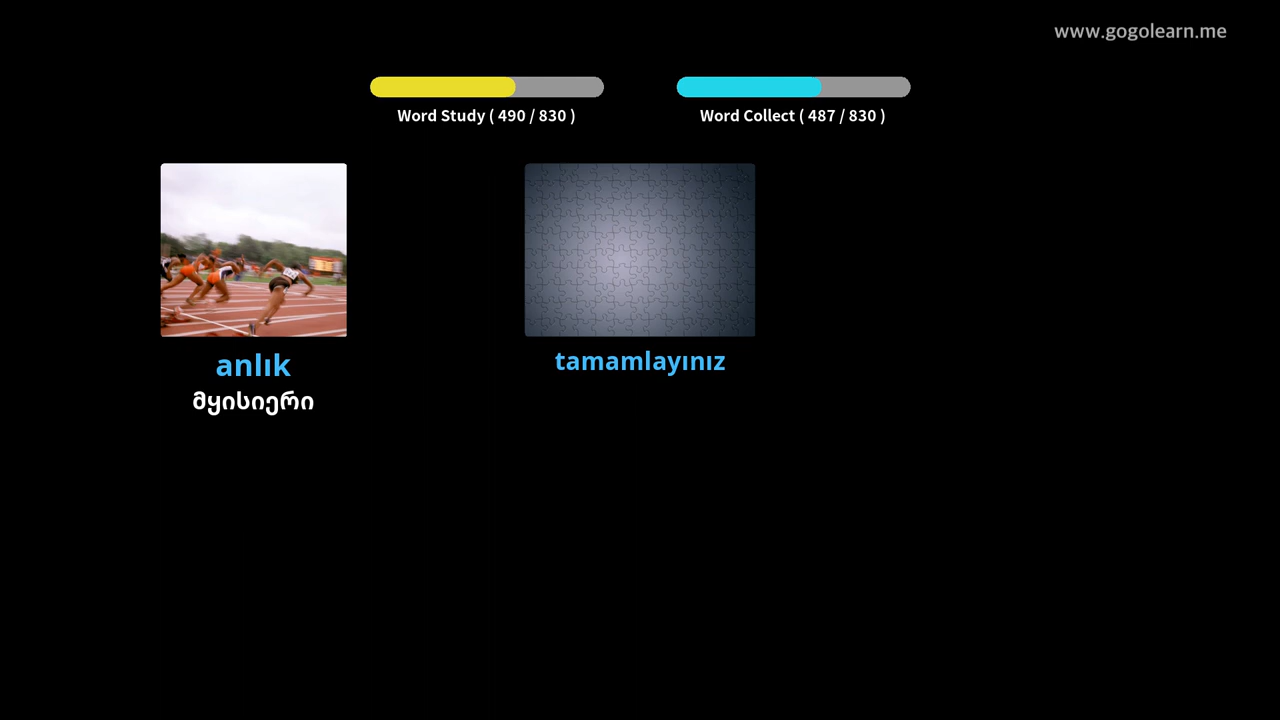 www.gogolearn.me
Word Study ( 490 / 830 )
Word Collect ( 487 / 830 )
anlık
მყისიერი
tamamlayınız